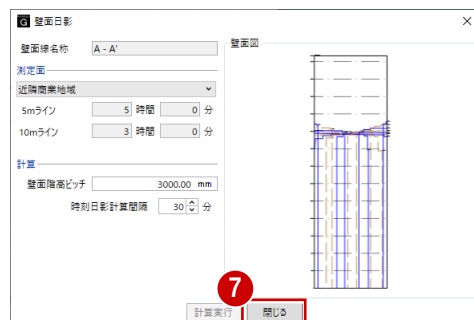 G 壁面日影 ×
壁面線名称 A - A'
測定面
近隣商業地域
5mライン 5 時間 0 分
10mライン 3 時間 0 分
計算
壁面階高ピッチ 3000.00 mm
時刻日影計算間隔 30 分
壁面図
7
計算実行 閉じる